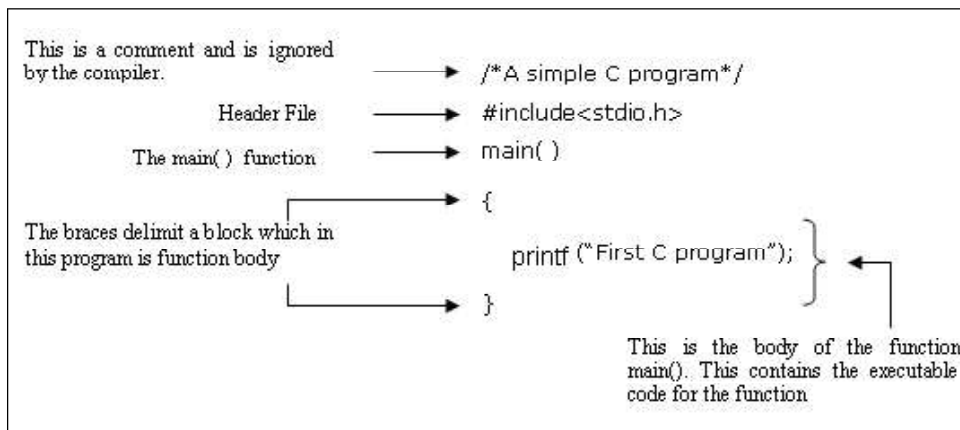 This is a comment and is ignored
by the compiler.
/*A simple C program*/
Header File
#include<stdio.h>
The main( ) function
main( )
{
The braces delimit a block which in
this program is function body
printf (“First C program”);
}
This is the body of the function
main(). This contains the executable
code for the function